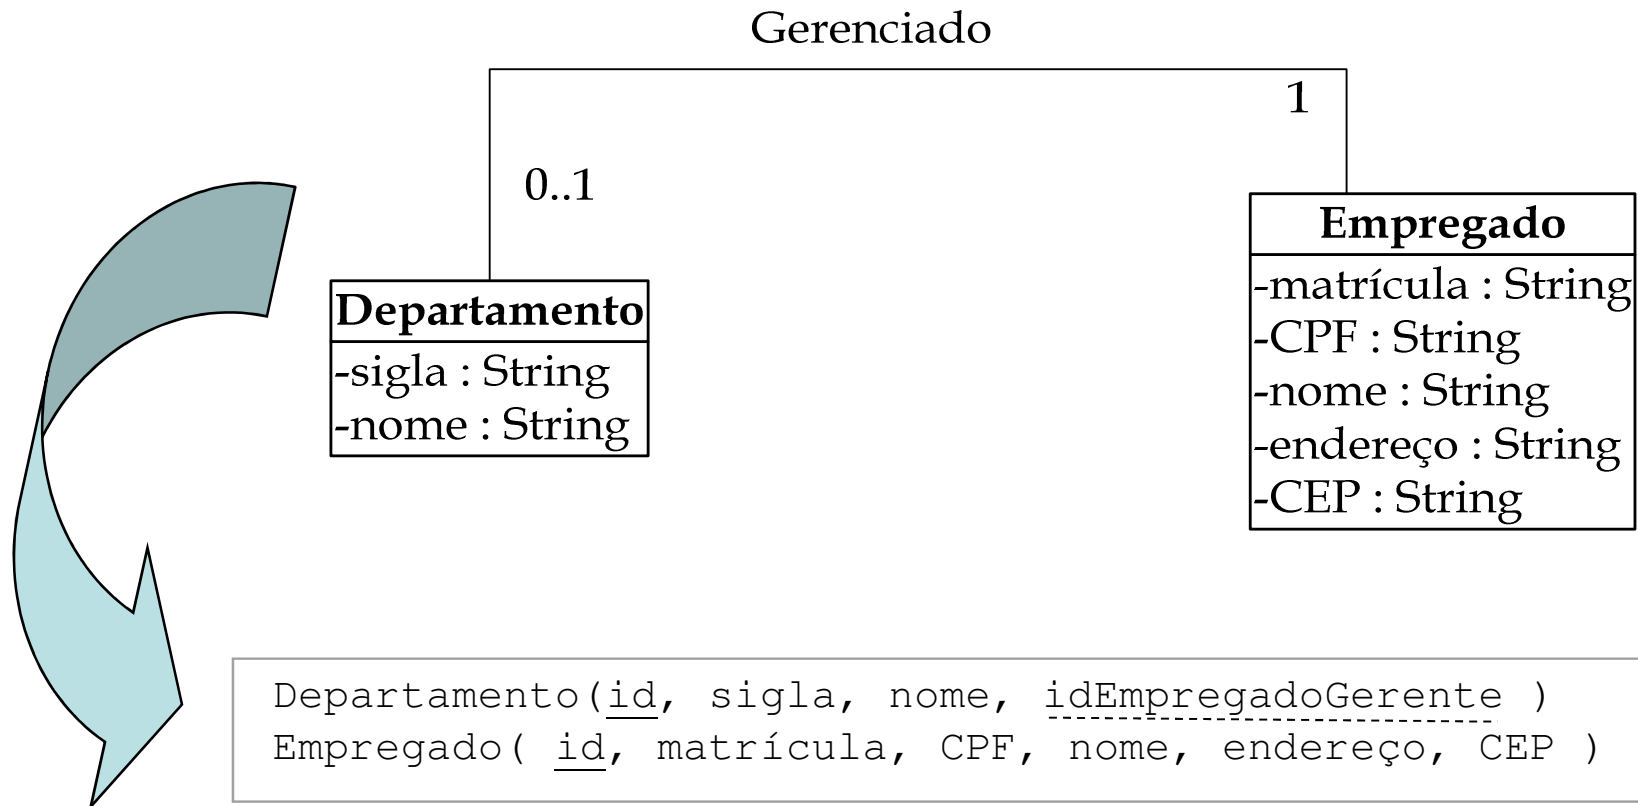 Gerenciado
1
0..1
Empregado
-matrícula : String
-CPF : String
-nome : String
-endereço : String
-CEP : String
Departamento
-sigla : String
-nome : String
Departamento(id, sigla, nome, idEmpregadoGerente )
Empregado( id, matrícula, CPF, nome, endereço, CEP )